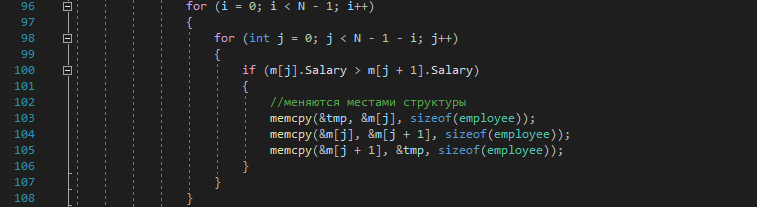 96 for (i = 0; i < N - 1; i++)
97 {
98 for (int j = 0; j < N - 1 - i; j++)
99 {
100 if (m[j].Salary > m[j + 1].Salary)
101 {
102 //меняются местами структуры
103 memcpy(&tmp, &m[j], sizeof(employee));
104 memcpy(&m[j], &m[j + 1], sizeof(employee));
105 memcpy(&m[j + 1], &tmp, sizeof(employee));
106 }
107 }
108 }